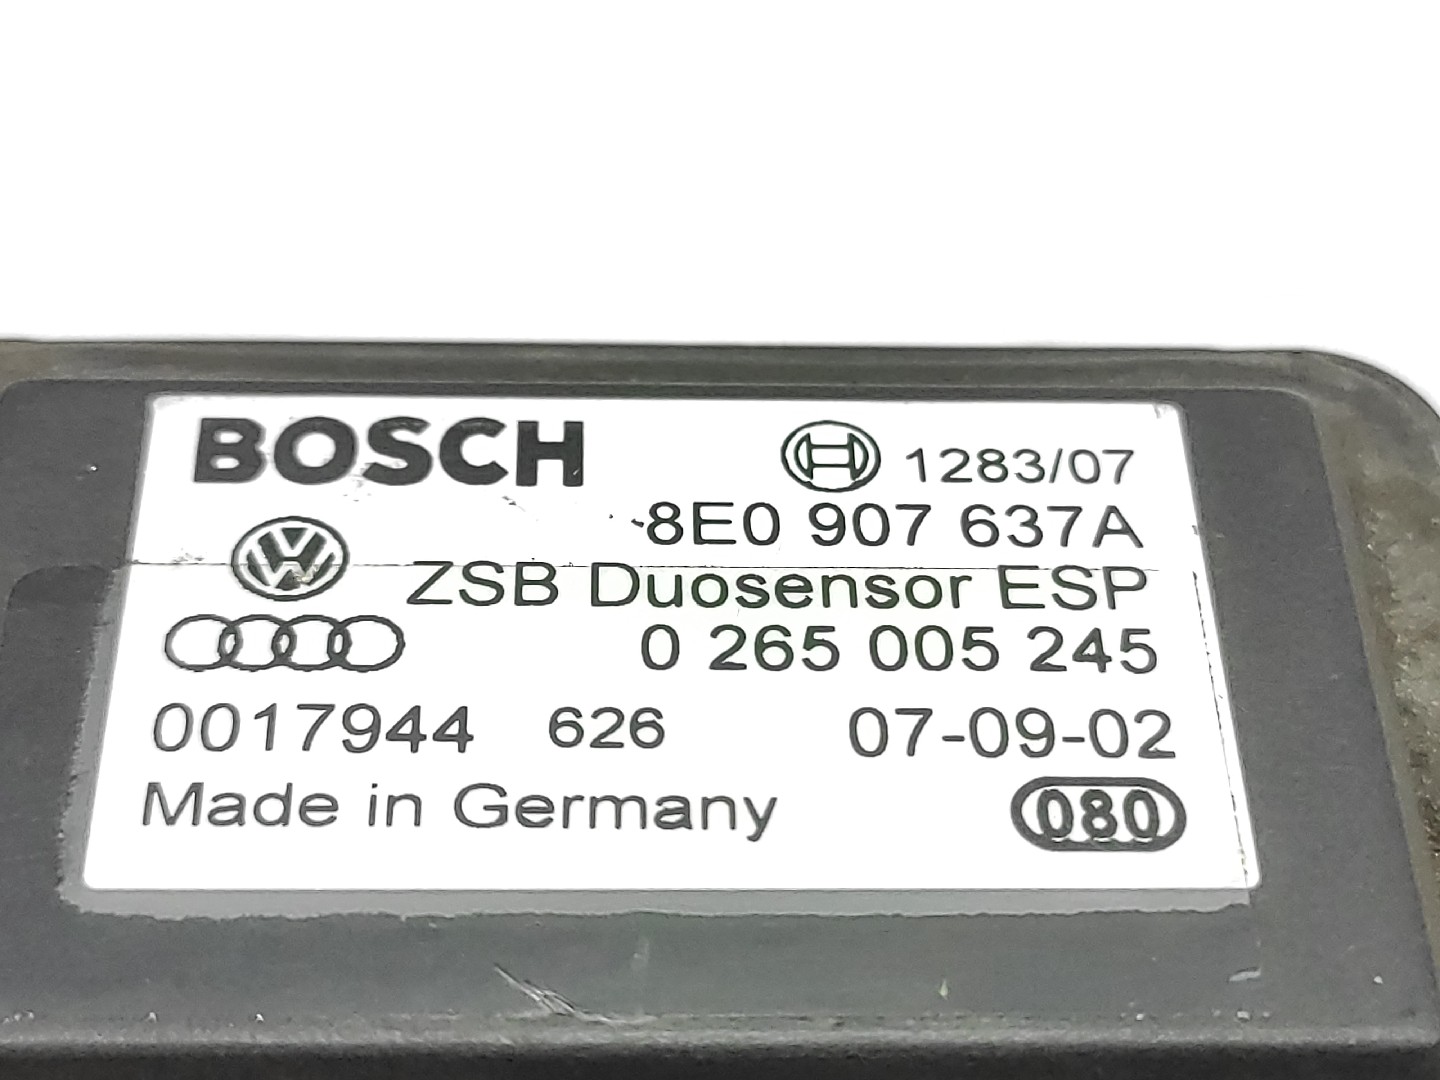 BOSCH 1283/07
8E0 907 637A
ZSB Duosensor ESP
0 265 005 245
0017944 626 07-09-02
Made in Germany 080